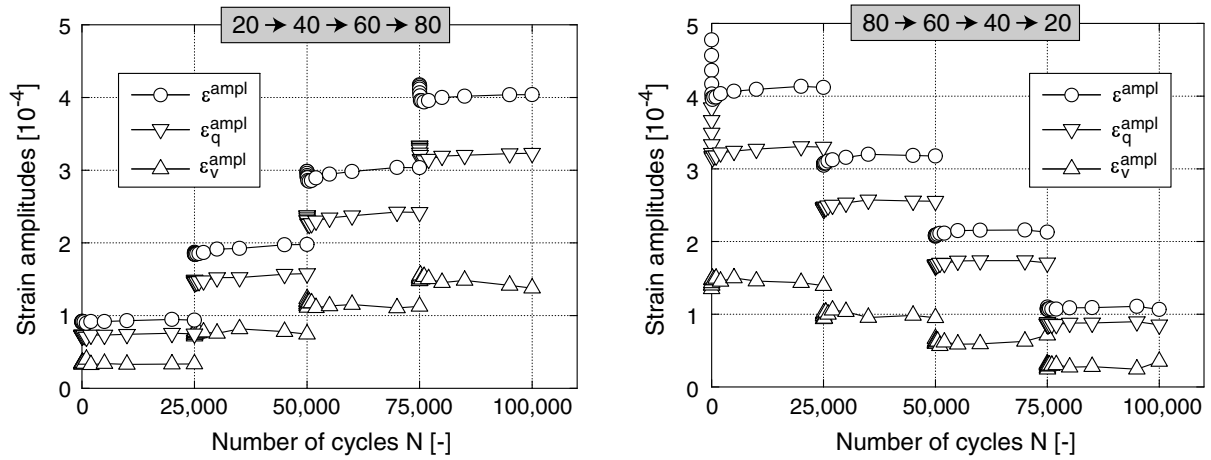 20 → 40 → 60 → 80
Strain amplitudes [10⁻⁴]
5
4
3
2
1
0
ε^ampl
ε_q^ampl
ε_v^ampl
0
25,000
50,000
75,000
100,000
Number of cycles N [-]
80 → 60 → 40 → 20
Strain amplitudes [10⁻⁴]
5
4
3
2
1
0
ε^ampl
ε_q^ampl
ε_v^ampl
0
25,000
50,000
75,000
100,000
Number of cycles N [-]